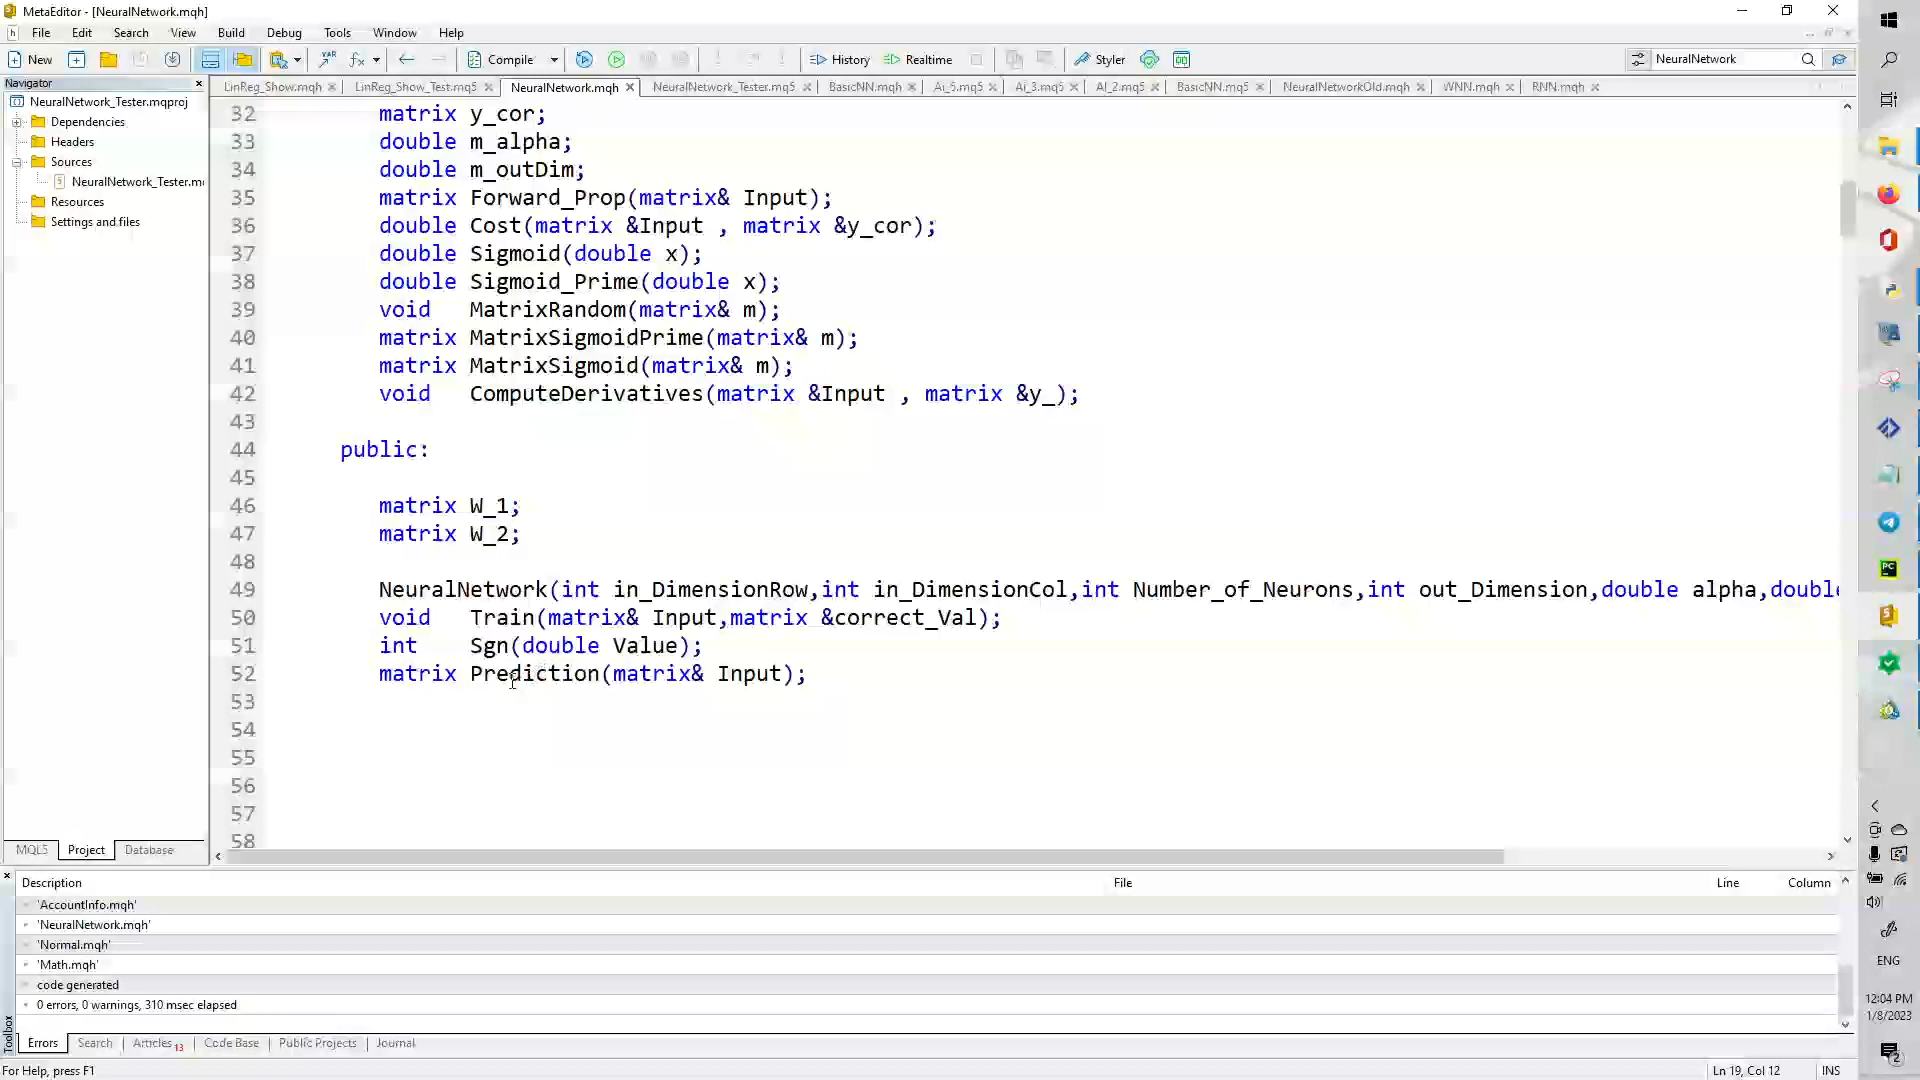 MetaEditor - [NeuralNetwork.mqh]
File Edit Search View Build Debug Tools Window Help
New Compile History Realtime Styler NeuralNetwork
Navigator
NeuralNetwork_Tester.mqproj
Dependencies
Headers
Sources
NeuralNetwork_Tester.m
Resources
Settings and files
MQL5 Project Database
LinReg_Show.mqh LinReg_Show_Test.mq5 NeuralNetwork.mqh NeuralNetwork_Tester.mq5 BasicNN.mqh Ai_5.mq5 Ai_3.mq5 AI_2.mq5 BasicNN.mq5 NeuralNetworkOld.mqh WNN.mqh RNN.mqh
32 matrix y_cor;
33 double m_alpha;
34 double m_outDim;
35 matrix Forward_Prop(matrix& Input);
36 double Cost(matrix &Input , matrix &y_cor);
37 double Sigmoid(double x);
38 double Sigmoid_Prime(double x);
39 void MatrixRandom(matrix& m);
40 matrix MatrixSigmoidPrime(matrix& m);
41 matrix MatrixSigmoid(matrix& m);
42 void ComputeDerivatives(matrix &Input , matrix &y_);
43
44 public:
45
46 matrix W_1;
47 matrix W_2;
48
49 NeuralNetwork(int in_DimensionRow,int in_DimensionCol,int Number_of_Neurons,int out_Dimension,double alpha,double
50 void Train(matrix& Input,matrix &correct_Val);
51 int Sgn(double Value);
52 matrix Prediction(matrix& Input);
53
54
55
56
57
58
Description File Line Column
'AccountInfo.mqh'
'NeuralNetwork.mqh'
'Normal.mqh'
'Math.mqh'
code generated
0 errors, 0 warnings, 310 msec elapsed
Toolbox
Errors Search Articles 13 Code Base Public Projects Journal
For Help, press F1 Ln 19, Col 12 INS
ENG
12:04 PM
1/8/2023
2